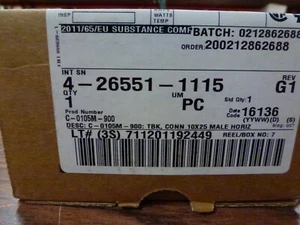 INSP
WATTS
TEMP
2011/65/EU SUBSTANCE COMP
BATCH: 0212862688
ORDER: 200212862688
INT SN
4-26551-1115
REV
G1
QTY
1
UM
PC
Std Qty: 1
Date Code 16136
(YYWW)(D) (S)
Prod Number
C-0105M-900
DESC: C-0105M-900: TBK, CONN 10X25 MALE HORIZ
LT# (3S) 711201192449
REEL/BOX NO: 7